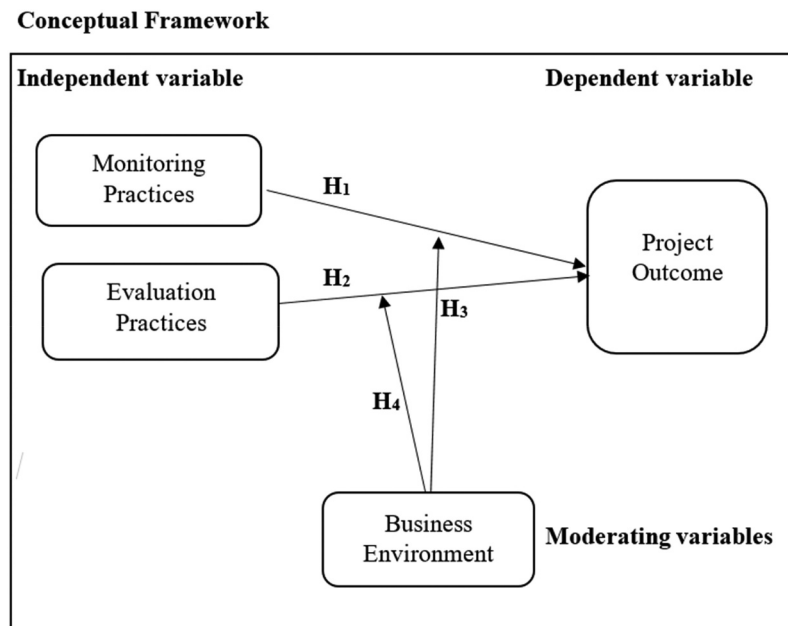 Conceptual Framework
Independent variable
Dependent variable
Monitoring
Practices
H₁
Project
Outcome
Evaluation
Practices
H₂
H₃
H₄
Business
Environment
Moderating variables